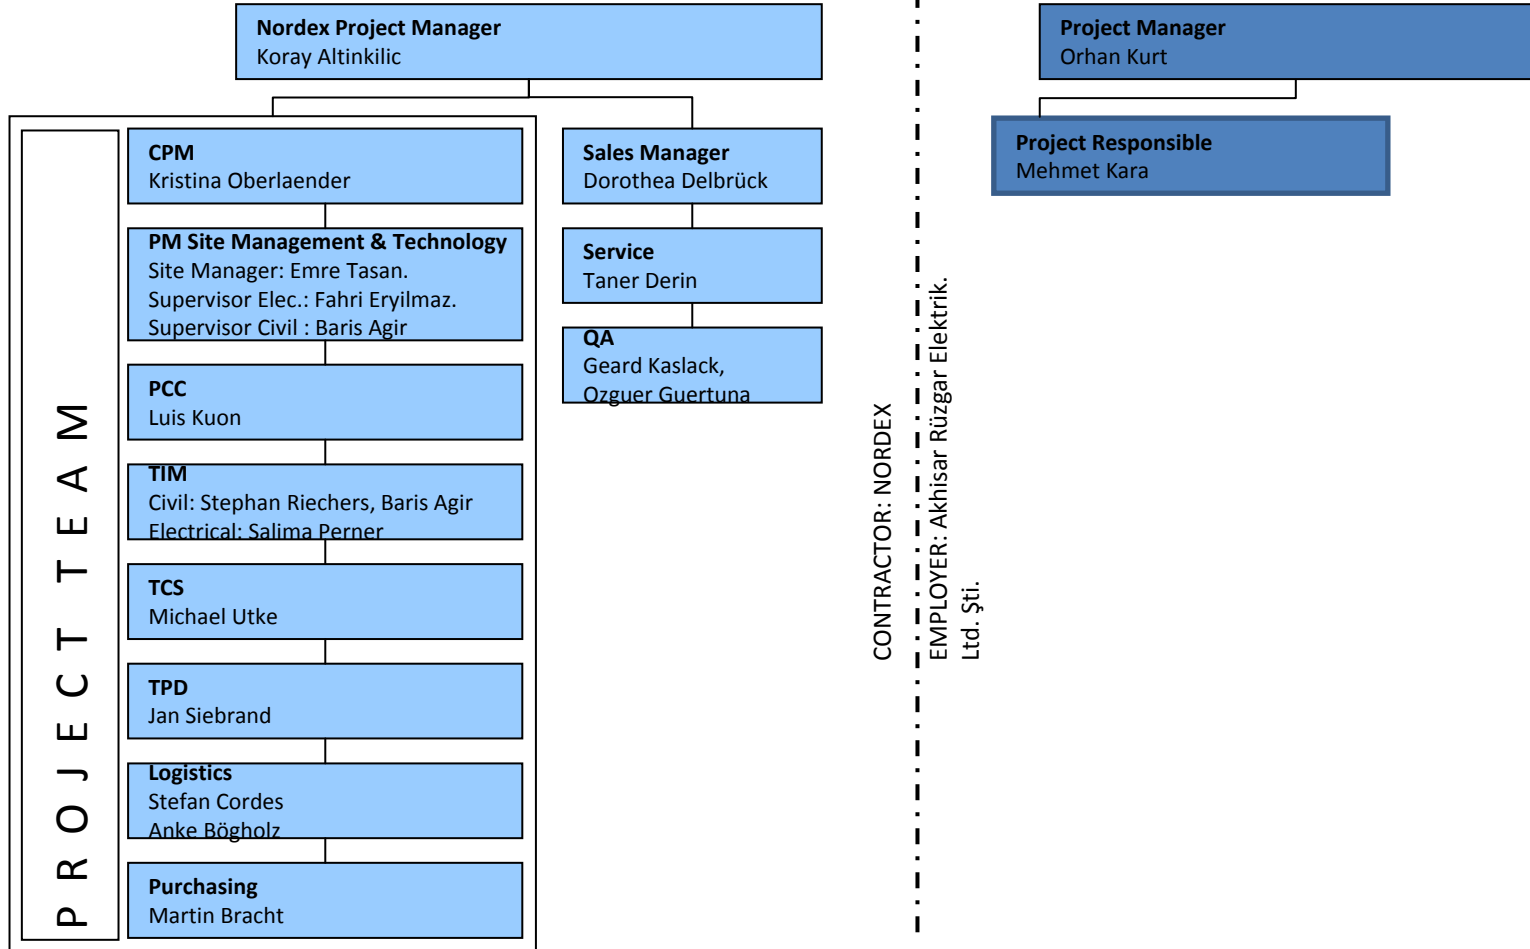 Nordex Project Manager
Koray Altinkilic
PROJECT TEAM
CPM
Kristina Oberlaender
PM Site Management & Technology
Site Manager: Emre Tasan.
Supervisor Elec.: Fahri Eryilmaz.
Supervisor Civil : Baris Agir
PCC
Luis Kuon
TIM
Civil: Stephan Riechers, Baris Agir
Electrical: Salima Perner
TCS
Michael Utke
TPD
Jan Siebrand
Logistics
Stefan Cordes
Anke Bögholz
Purchasing
Martin Bracht
Sales Manager
Dorothea Delbrück
Service
Taner Derin
QA
Geard Kaslack,
Ozguer Guertuna
CONTRACTOR: NORDEX
EMPLOYER: Akhisar Rüzgar Elektrik.
Ltd. Şti.
Project Manager
Orhan Kurt
Project Responsible
Mehmet Kara